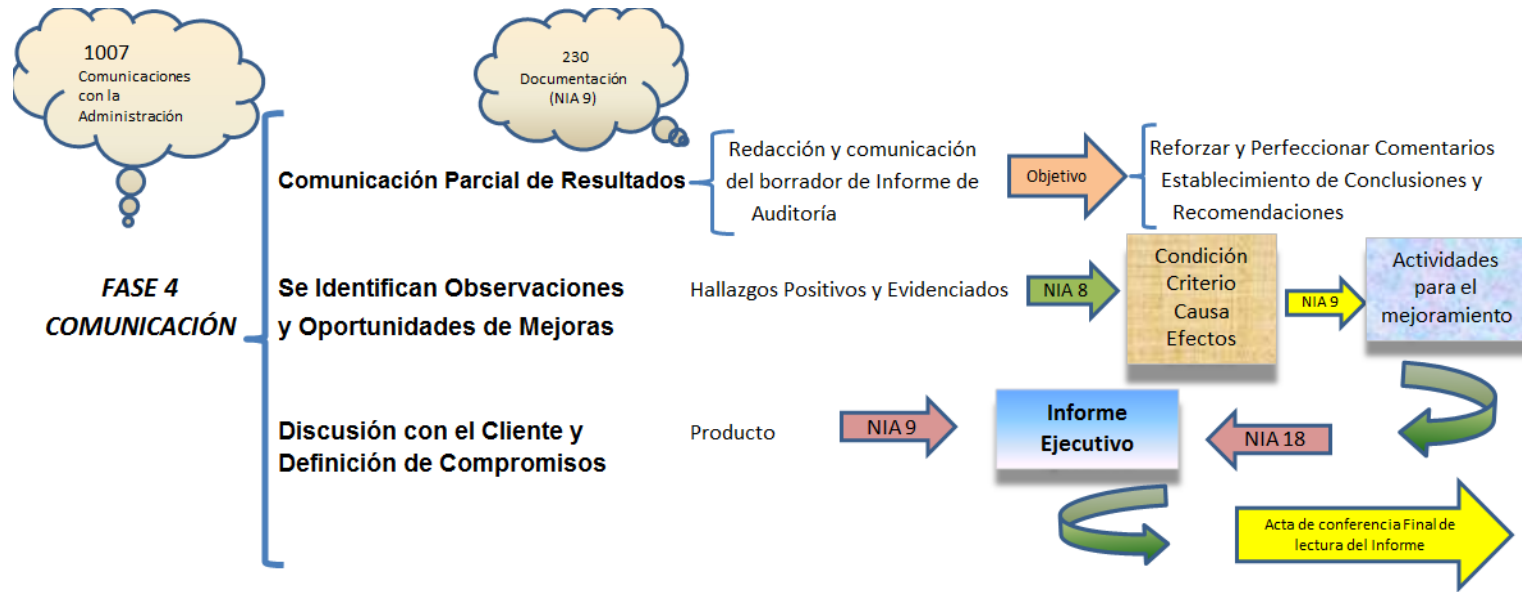 1007
Comunicaciones
con la
Administración
230
Documentación
(NIA 9)
FASE 4
COMUNICACIÓN
Comunicación Parcial de Resultados
Redacción y comunicación
del borrador de Informe de
Auditoría
Objetivo
Reforzar y Perfeccionar Comentarios
Establecimiento de Conclusiones y
Recomendaciones
Se Identifican Observaciones
y Oportunidades de Mejoras
Hallazgos Positivos y Evidenciados
NIA 8
Condición
Criterio
Causa
Efectos
NIA 9
Actividades
para el
mejoramiento
Discusión con el Cliente y
Definición de Compromisos
Producto
NIA 9
Informe
Ejecutivo
NIA 18
Acta de conferencia Final de
lectura del Informe